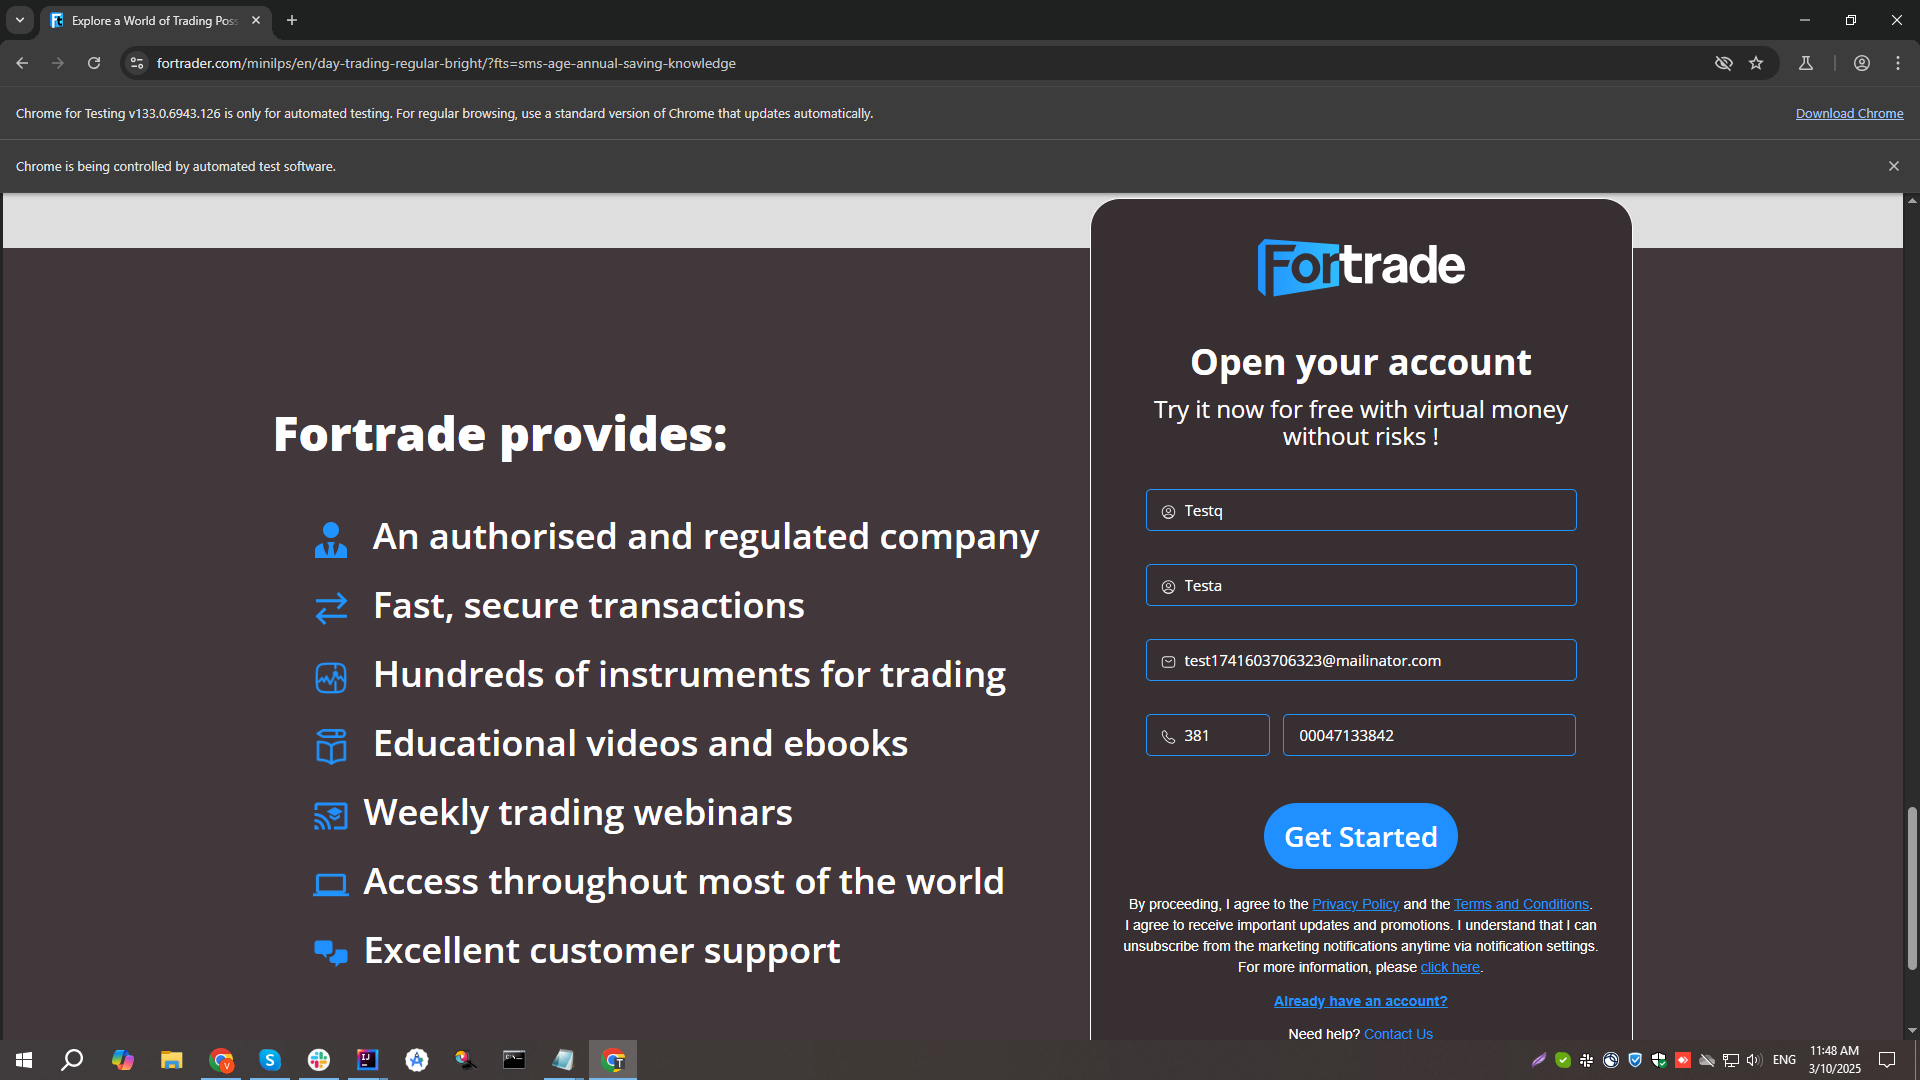 Explore a World of Trading Pos
fortrader.com/minilps/en/day-trading-regular-bright/?fts=sms-age-annual-saving-knowledge
Chrome for Testing v133.0.6943.126 is only for automated testing. For regular browsing, use a standard version of Chrome that updates automatically.
Download Chrome
Chrome is being controlled by automated test software.
Fortrade
Open your account
Try it now for free with virtual money
without risks !
Fortrade provides:
An authorised and regulated company
Fast, secure transactions
Hundreds of instruments for trading
Educational videos and ebooks
Weekly trading webinars
Access throughout most of the world
Excellent customer support
Testq
Testa
test1741603706323@mailinator.com
381
00047133842
Get Started
By proceeding, I agree to the Privacy Policy and the Terms and Conditions.
I agree to receive important updates and promotions. I understand that I can
unsubscribe from the marketing notifications anytime via notification settings.
For more information, please click here.
Already have an account?
Need help? Contact Us
ENG
11:48 AM
3/10/2025